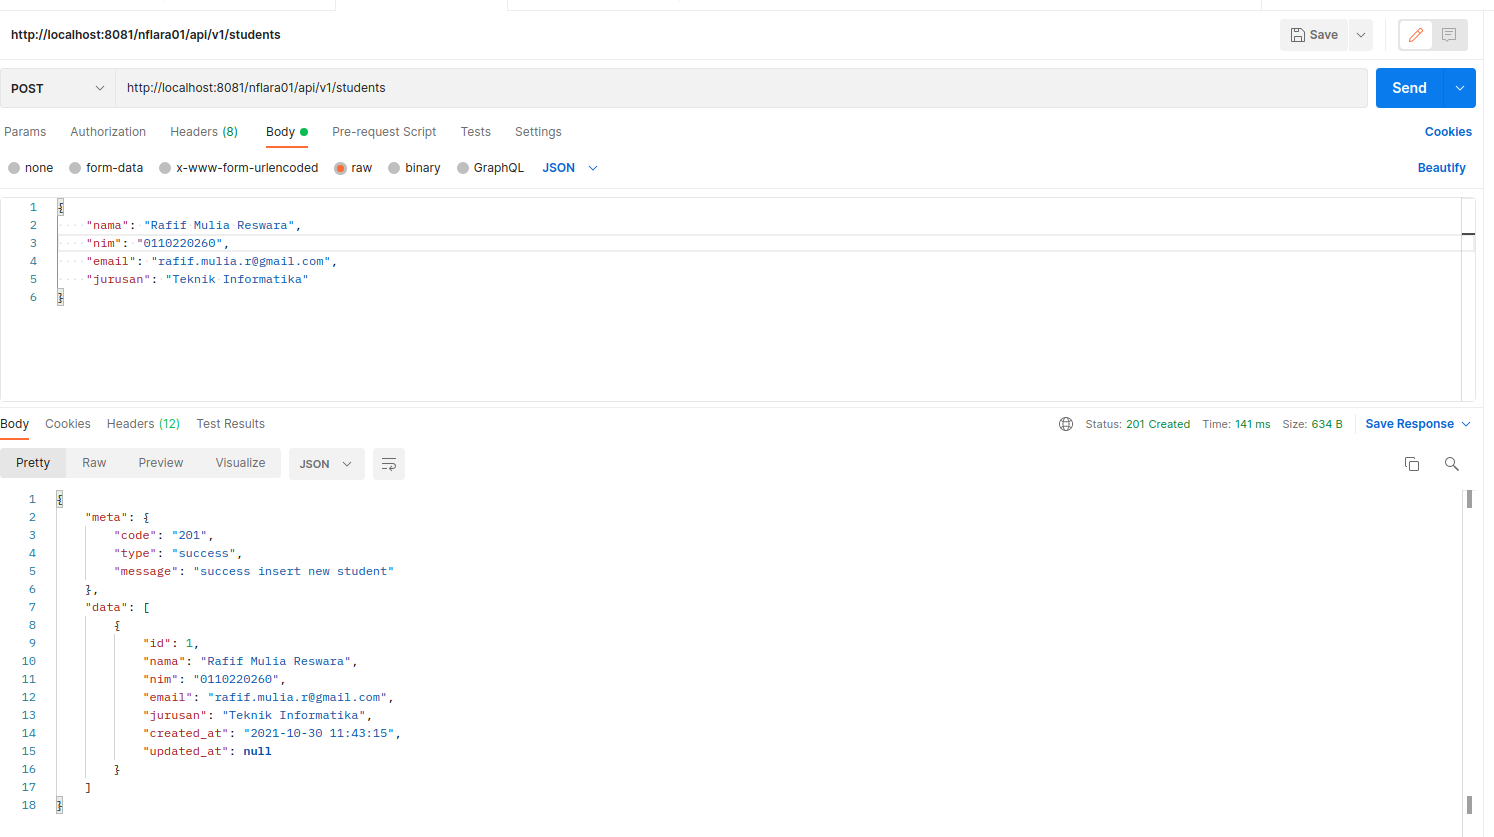 http://localhost:8081/nflara01/api/v1/students
Save
POST http://localhost:8081/nflara01/api/v1/students Send
Params Authorization Headers (8) Body Pre-request Script Tests Settings Cookies
none form-data x-www-form-urlencoded raw binary GraphQL JSON Beautify
1 {
2 "nama": "Rafif Mulia Reswara",
3 "nim": "0110220260",
4 "email": "rafif.mulia.r@gmail.com",
5 "jurusan": "Teknik Informatika"
6 }
Body Cookies Headers (12) Test Results Status: 201 Created Time: 141 ms Size: 634 B Save Response
Pretty Raw Preview Visualize JSON
1 {
2 "meta": {
3 "code": "201",
4 "type": "success",
5 "message": "success insert new student"
6 },
7 "data": [
8 {
9 "id": 1,
10 "nama": "Rafif Mulia Reswara",
11 "nim": "0110220260",
12 "email": "rafif.mulia.r@gmail.com",
13 "jurusan": "Teknik Informatika",
14 "created_at": "2021-10-30 11:43:15",
15 "updated_at": null
16 }
17 ]
18 }